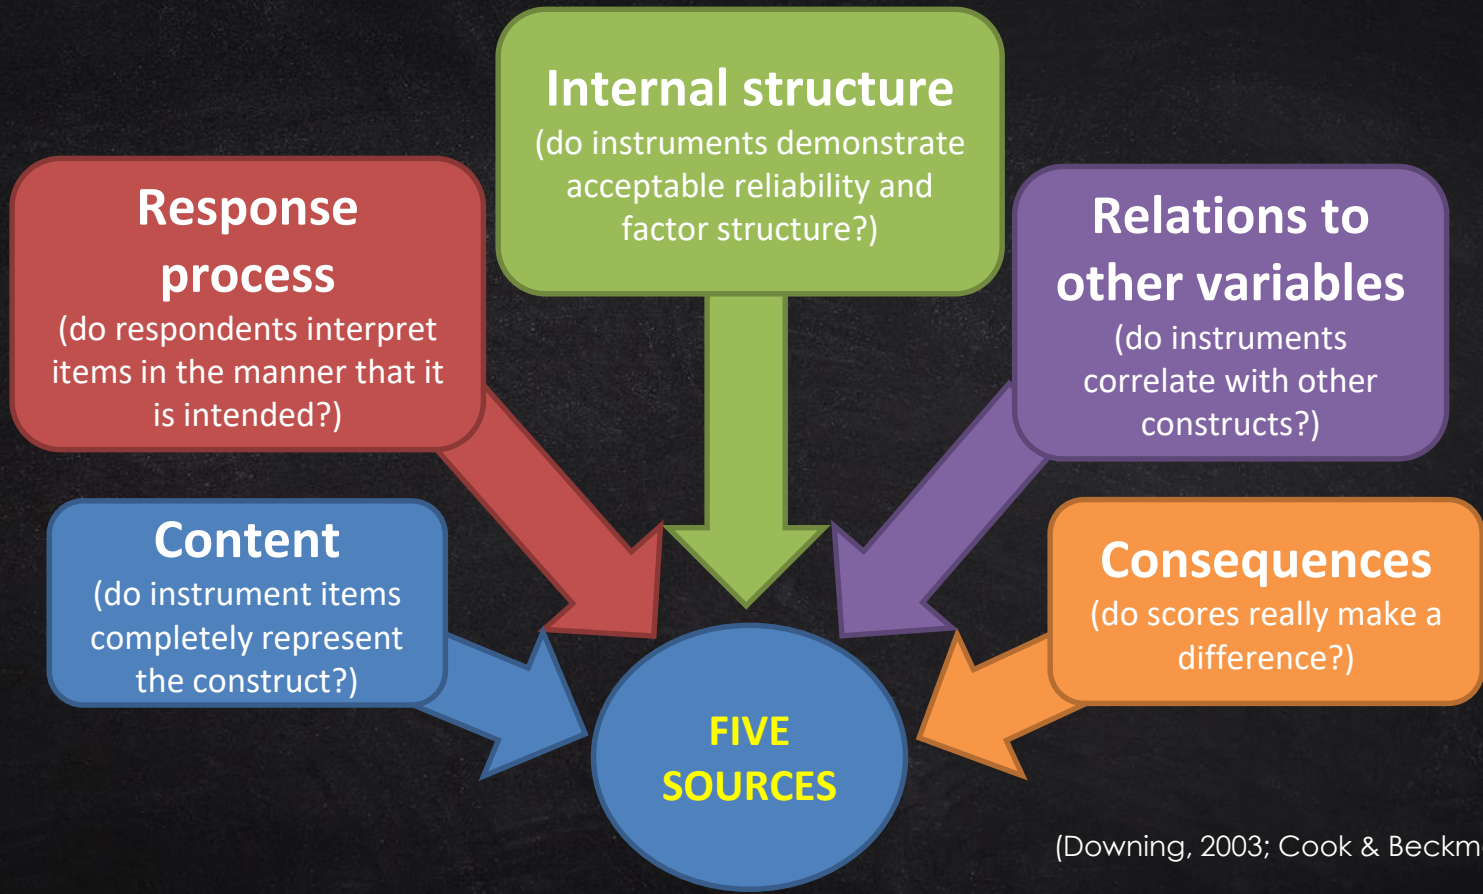 Internal structure
(do instruments demonstrate
acceptable reliability and
factor structure?)
Response
process
(do respondents interpret
items in the manner that it
is intended?)
Relations to
other variables
(do instruments
correlate with other
constructs?)
Content
(do instrument items
completely represent
the construct?)
Consequences
(do scores really make a
difference?)
FIVE
SOURCES
(Downing, 2003; Cook &